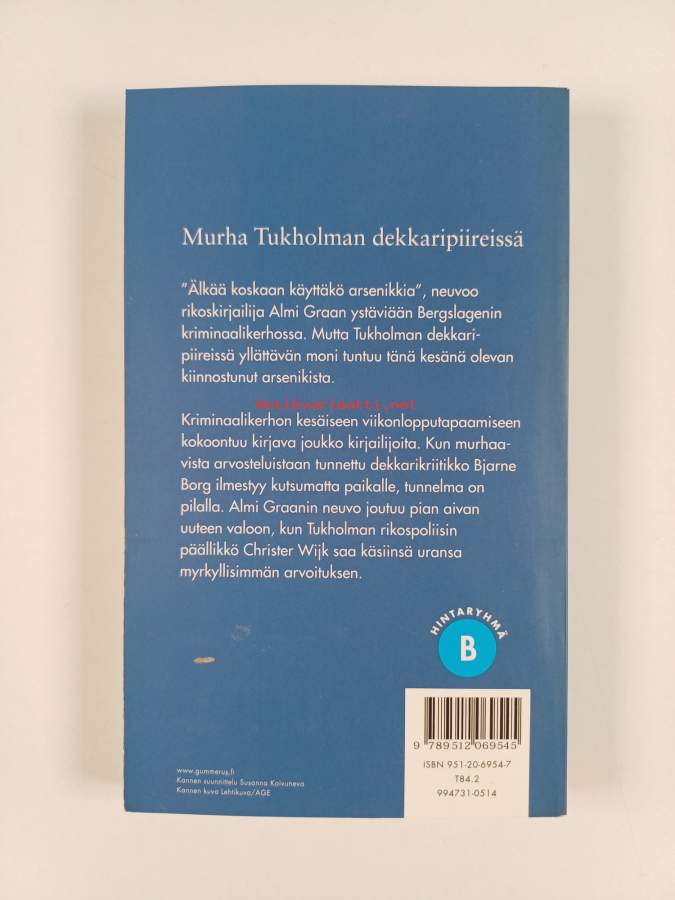 Murha Tukholman dekkaripiireissä
"Älkää koskaan käyttäkö arsenikkia", neuvoo
rikoskirjailija Almi Graan ystäviään Bergslagenin
kriminaalikerhossa. Mutta Tukholman dekkari-
piireissä yllättävän moni tuntuu tänä kesänä olevan
kiinnostunut arsenikista.
Antikvariaatti.net
Kriminaalikerhon kesäiseen viikonlopputapaamiseen
kokoontuu kirjava joukko kirjailijoita. Kun murhaa-
vista arvosteluistaan tunnettu dekkarikriitikko Bjarne
Borg ilmestyy kutsumatta paikalle, tunnelma on
pilalla. Almi Graanin neuvo joutuu pian aivan
uuteen valoon, kun Tukholman rikospoliisin
päällikkö Christer Wijk saa käsiinsä uransa
myrkyllisimmän arvoituksen.
HINTARYHMÄ
B
9 789512 069545
ISBN 951-20-6954-7
T84.2
994731-0514
www.gummerus.fi
Kannen suunnittelu Susanna Koivuneva
Kannen kuva Lehtikuva/AGE